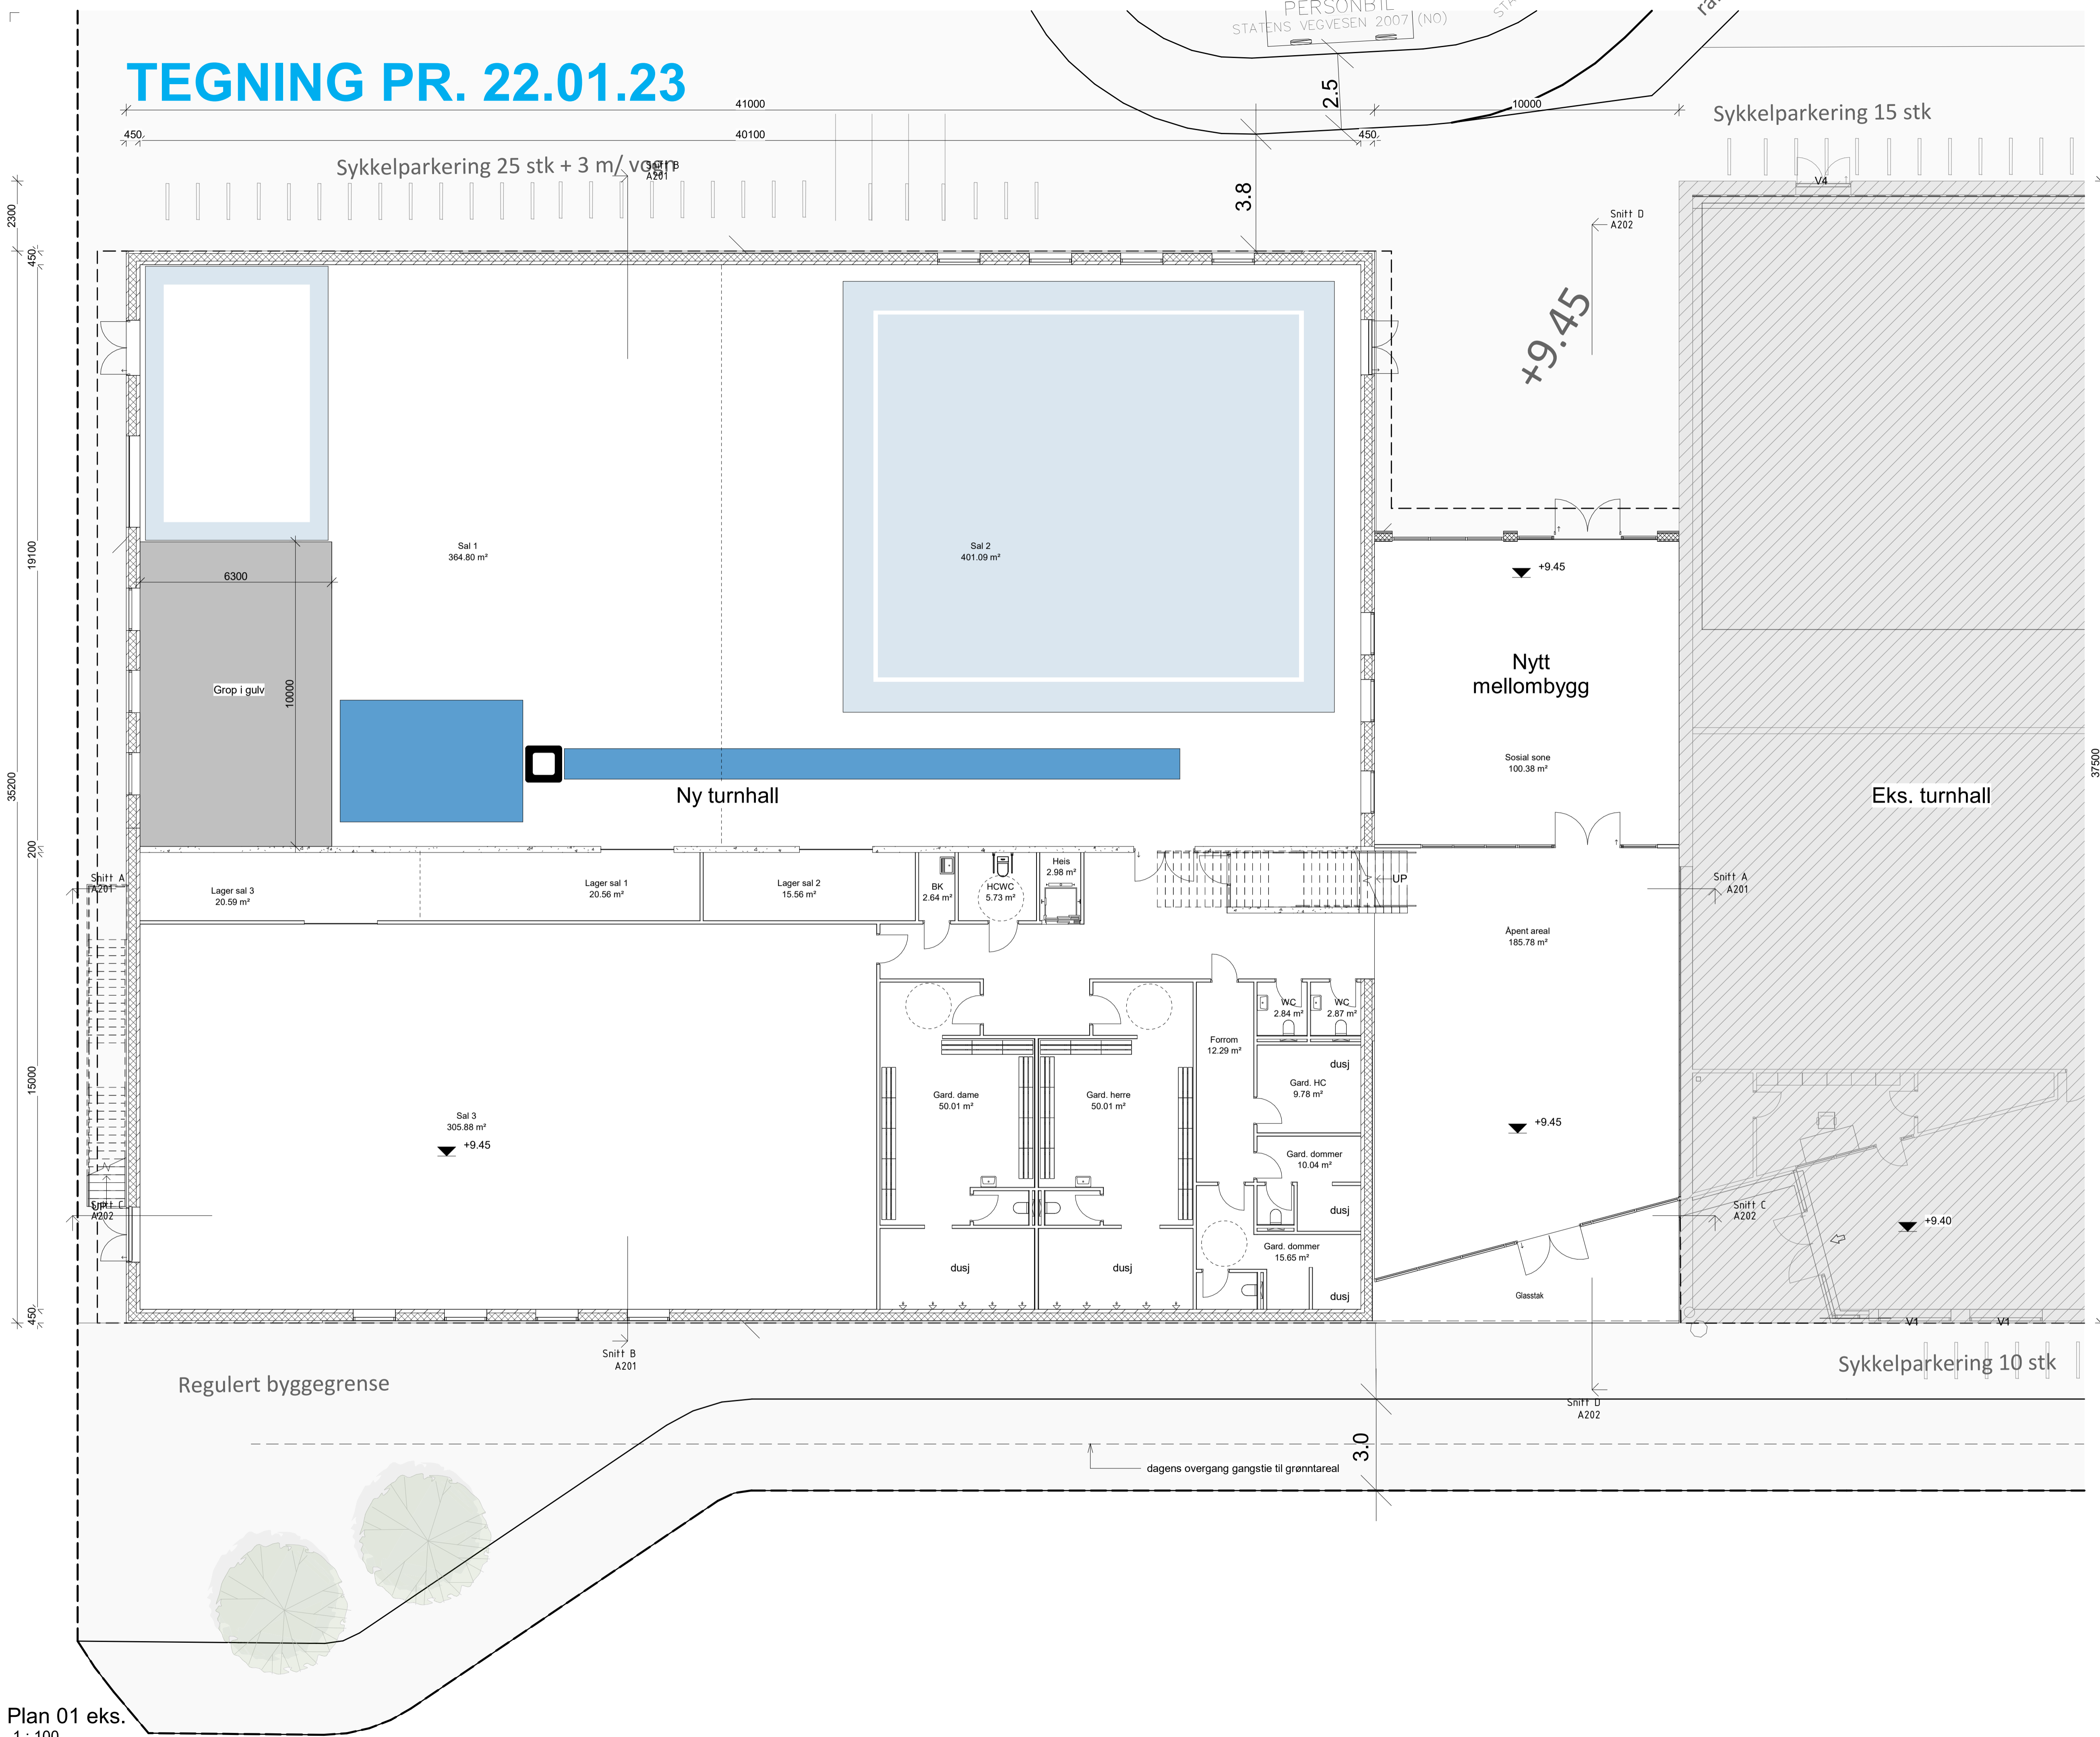 PERSONBIL
STATENS VEGVESEN 2007 (NO)
TEGNING PR. 22.01.23
41000
2.5
10000
Sykkelparkering 15 stk
450
40100
450
Sykkelparkering 25 stk + 3 m/ vogn
Snitt B
A201
3.8
V4
2300
Snitt D
A202
450
+9.45
Sal 1
364.80 m²
Sal 2
401.09 m²
19100
+9.45
6300
Grop i gulv
10000
Nytt
mellombygg
Sosial sone
100.38 m²
37500
35200
Ny turnhall
Eks. turnhall
200
Snitt A
A201
Lager sal 3
20.59 m²
Lager sal 1
20.56 m²
Lager sal 2
15.56 m²
BK
2.64 m²
HCWC
5.73 m²
Heis
2.98 m²
UP
Snitt A
A201
Åpent areal
185.78 m²
WC
2.84 m²
WC
2.87 m²
Forrom
12.29 m²
dusj
Gard. HC
9.78 m²
15000
Gard. dame
50.01 m²
Gard. herre
50.01 m²
Sal 3
305.88 m²
+9.45
+9.45
Gard. dommer
10.04 m²
dusj
Snitt C
A202
UP
Snitt C
A202
+9.40
Gard. dommer
15.65 m²
dusj
dusj
dusj
Glasstak
450
V1
V1
Snitt B
A201
Sykkelparkering 10 stk
Regulert byggegrense
Snitt D
A202
3.0
dagens overgang gangstie til grønntareal
Plan 01 eks.
1 : 100